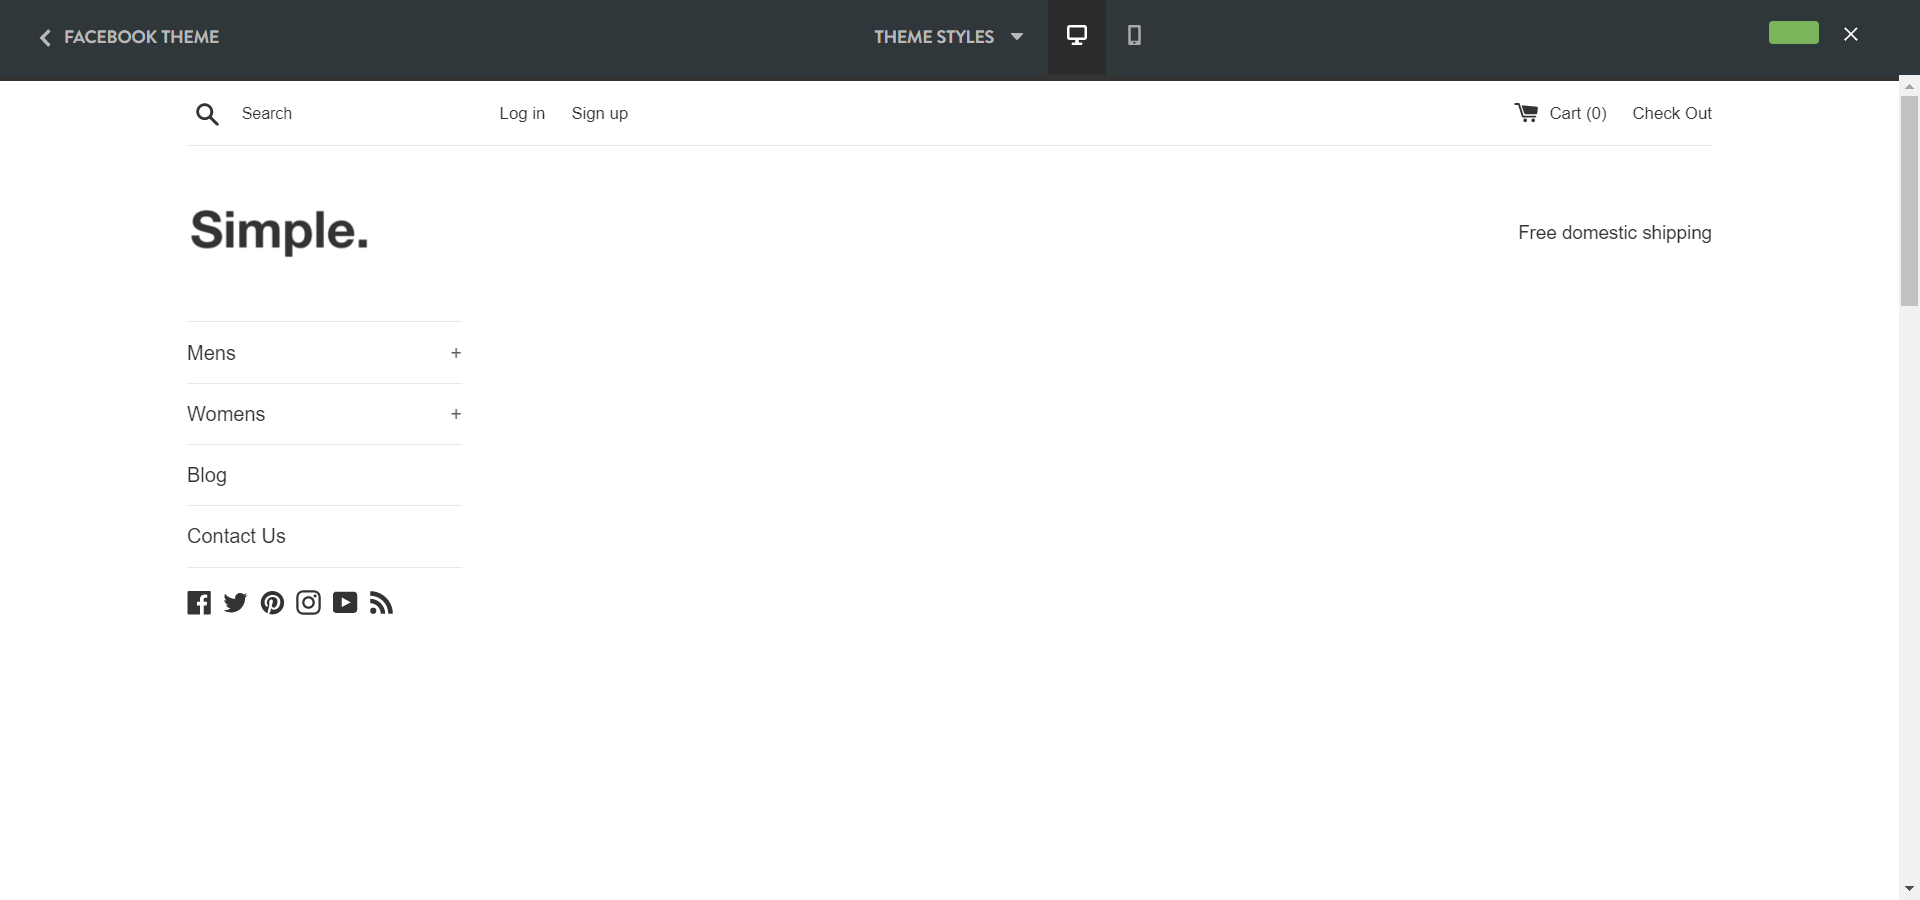 FACEBOOK THEME
THEME STYLES
Search
Log in
Sign up
Cart (0)
Check Out
Simple.
Free domestic shipping
Mens +
Womens +
Blog
Contact Us